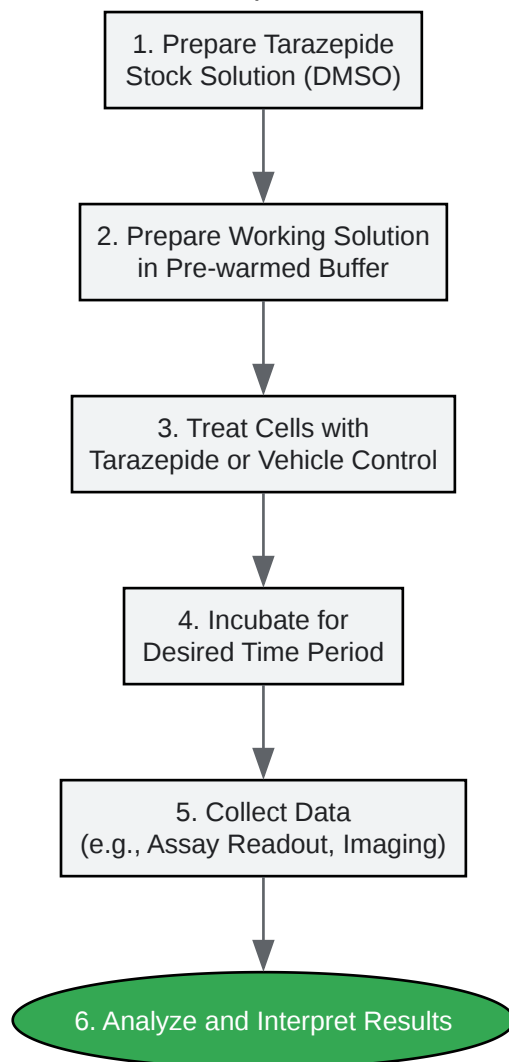 1. Prepare Tarazepide
Stock Solution (DMSO)
2. Prepare Working Solution
in Pre-warmed Buffer
3. Treat Cells with
Tarazepide or Vehicle Control
4. Incubate for
Desired Time Period
5. Collect Data
(e.g., Assay Readout, Imaging)
6. Analyze and Interpret Results